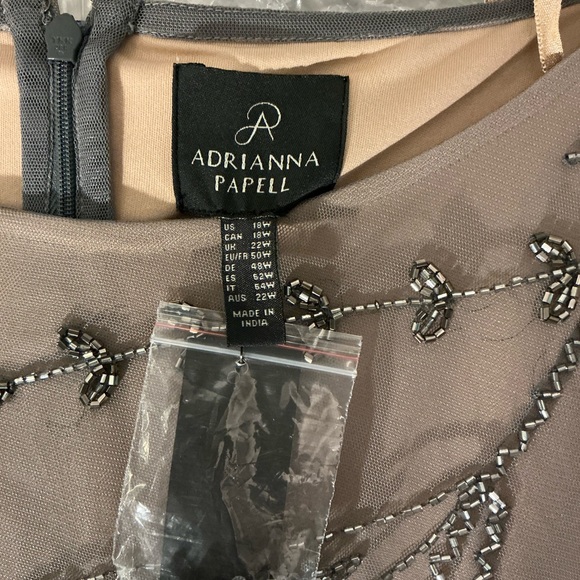 ADRIANNA
PAPELL
US 18W
CAN 18W
UK 22W
EU/FR 50W
DE 48W
ES 52W
IT 54W
AUS 22W
MADE IN
INDIA